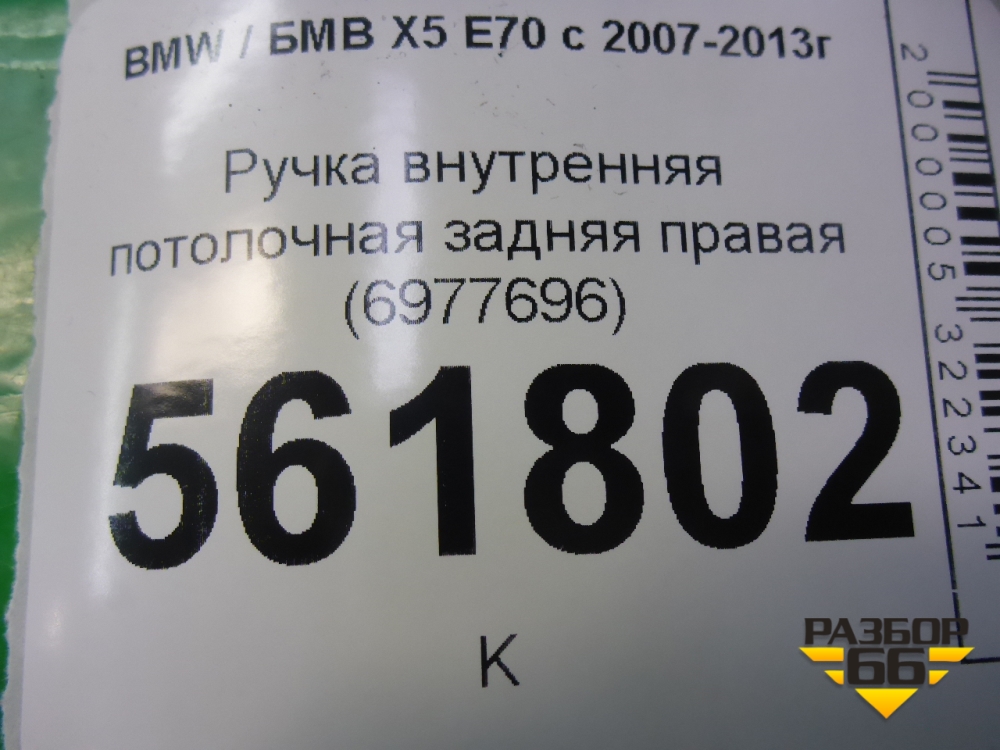 BMW / БМВ X5 E70 с 2007-2013г
Ручка внутренняя
потолочная задняя правая
(6977696)
561802
К
2000005322341
РАЗБОР
66